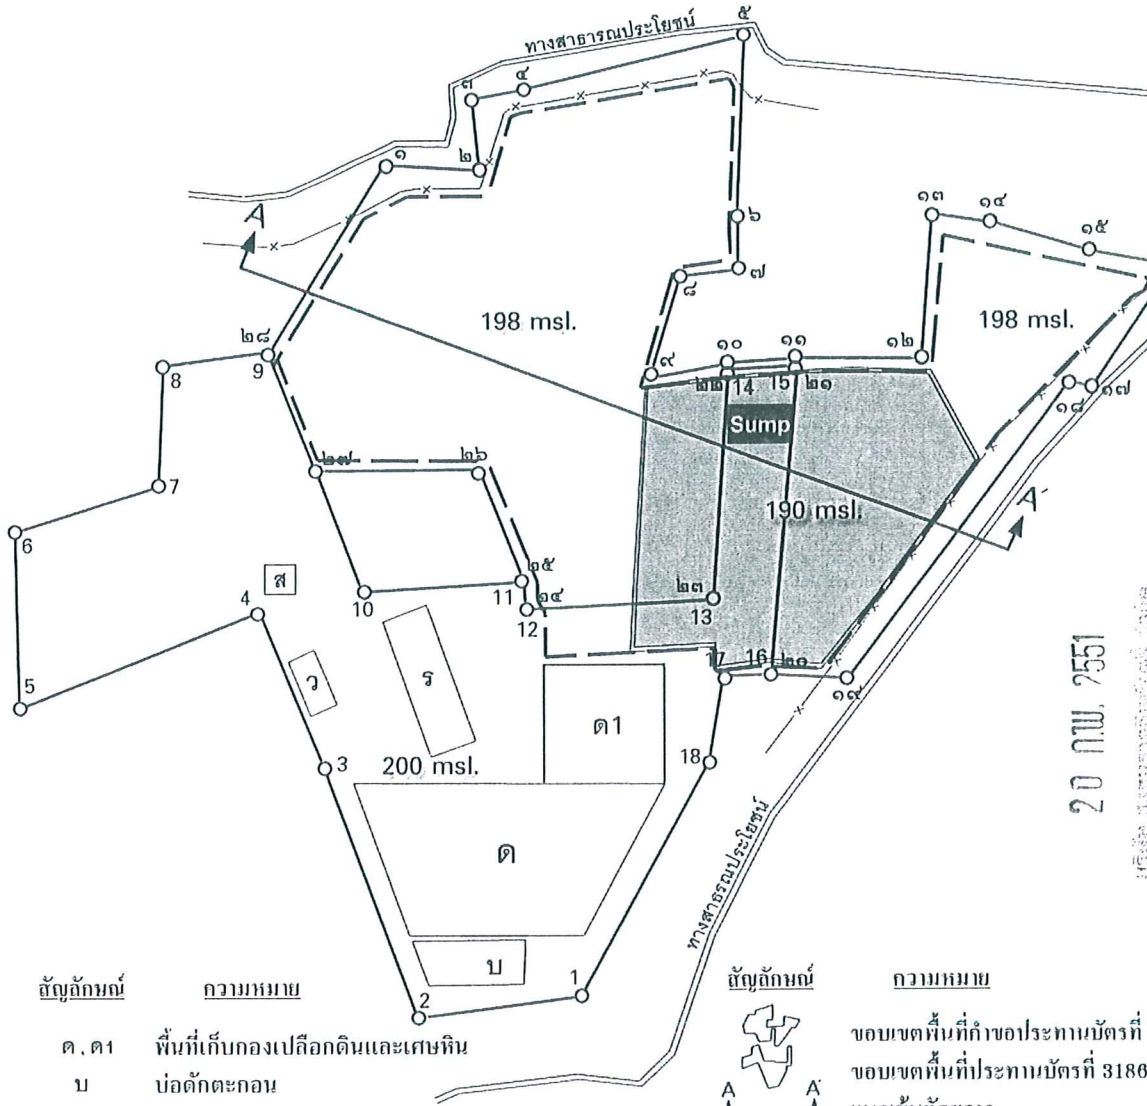 ทางสาธารณประโยชน์
๕
๔
๓
๑
๒
A
๑๓
๑๔
๑๕
๖
๗
๘
198 msl.
198 msl.
๒๘
9
8
๙
๑๐
๑๑
๑๒
๒๒
14
15
๒๑
๑๘
๑๗
Sump
๒๗
๒๖
7
190 msl.
A'
6
ส
๒๕
11
๒๔
12
๒๓
13
10
4
17
16
๒๐
๑๙
5
ว
ร
ด1
18
3
200 msl.
20 ก.พ. 2551
ด
ทางสาธารณประโยชน์
บ
1
2
สัญลักษณ์ ความหมาย
ด, ด1 พื้นที่เก็บกองเปลือกดินและเศษหิน
บ บ่อดักตะกอน
สัญลักษณ์ ความหมาย
ขอบเขตพื้นที่คำขอประทานบัตรที่
ขอบเขตพื้นที่ประทานบัตรที่ 3186
A A'